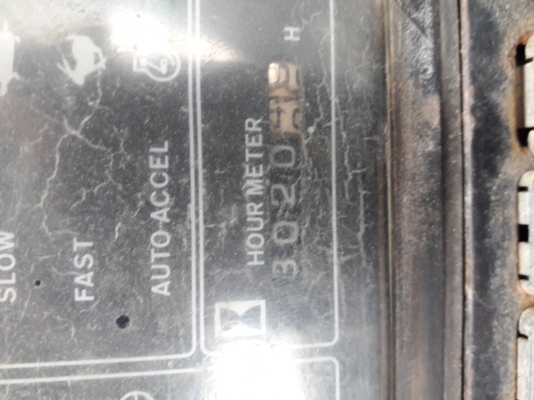 SLOW
FAST
AUTO ACCEL
HOUR METER
3020
H